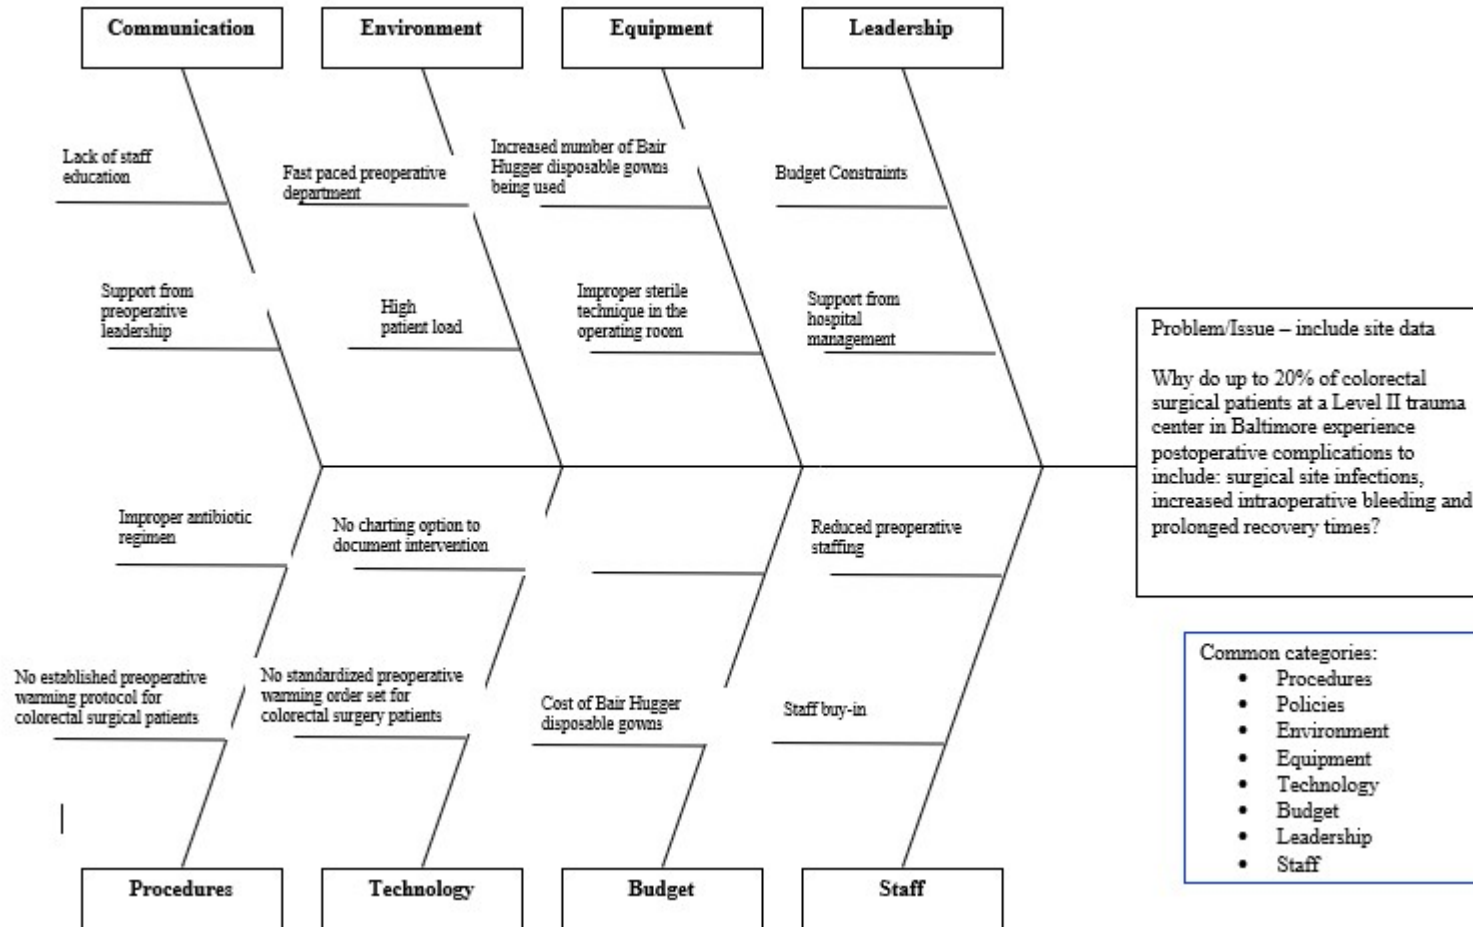 Communication
Environment
Equipment
Leadership
Lack of staff
education
Fast paced preoperative
department
Increased number of Bair
Hugger disposable gowns
being used
Budget Constraints
Support from
preoperative
leadership
High
patient load
Improper sterile
technique in the
operating room
Support from
hospital
management
Problem/Issue – include site data
Why do up to 20% of colorectal
surgical patients at a Level II trauma
center in Baltimore experience
postoperative complications to
include: surgical site infections,
increased intraoperative bleeding and
prolonged recovery times?
Improper antibiotic
regimen
No charting option to
document intervention
Reduced preoperative
staffing
No established preoperative
warming protocol for
colorectal surgical patients
No standardized preoperative
warming order set for
colorectal surgery patients
Cost of Bair Hugger
disposable gowns
Staff buy-in
Common categories:
• Procedures
• Policies
• Environment
• Equipment
• Technology
• Budget
• Leadership
• Staff
Procedures
Technology
Budget
Staff